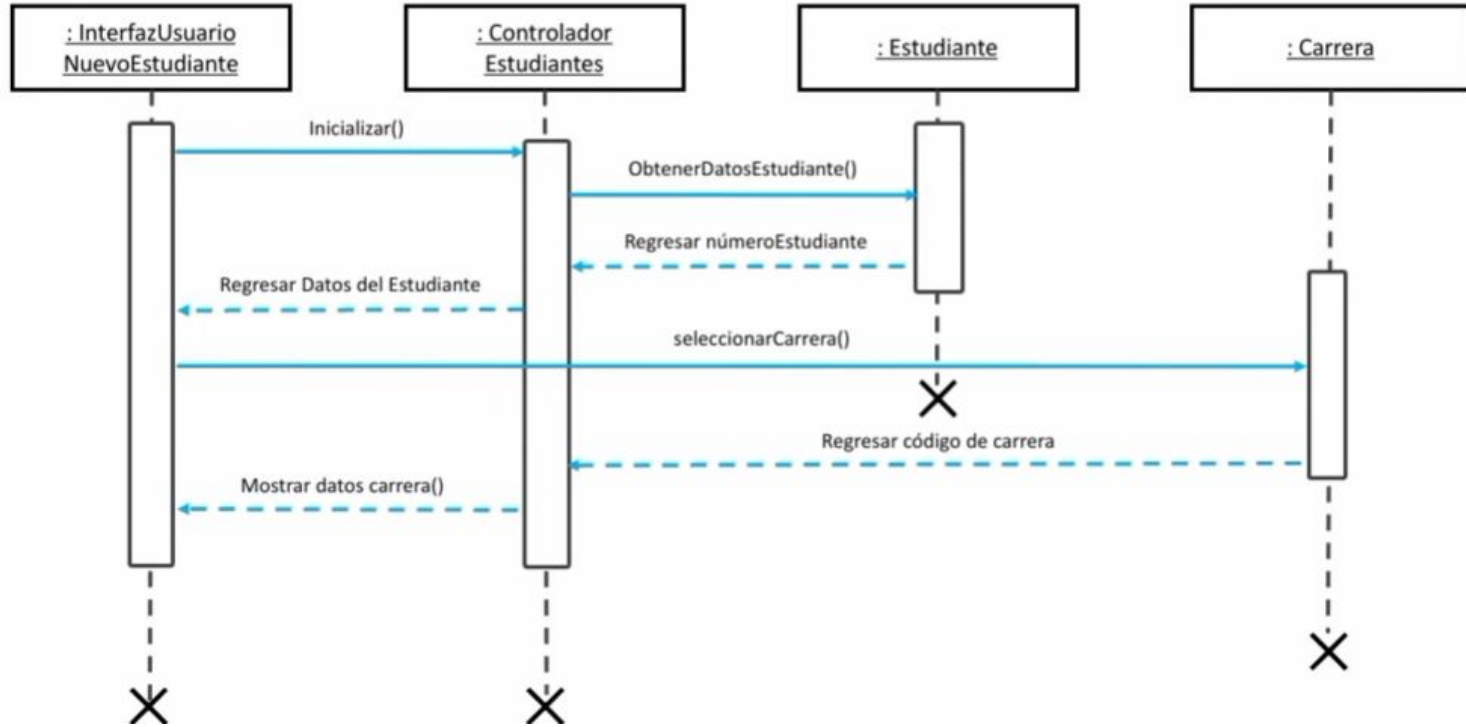 : InterfazUsuario
NuevoEstudiante
: Controlador
Estudiantes
: Estudiante
: Carrera
Inicializar()
ObtenerDatosEstudiante()
Regresar númeroEstudiante
Regresar Datos del Estudiante
seleccionarCarrera()
Regresar código de carrera
Mostrar datos carrera()